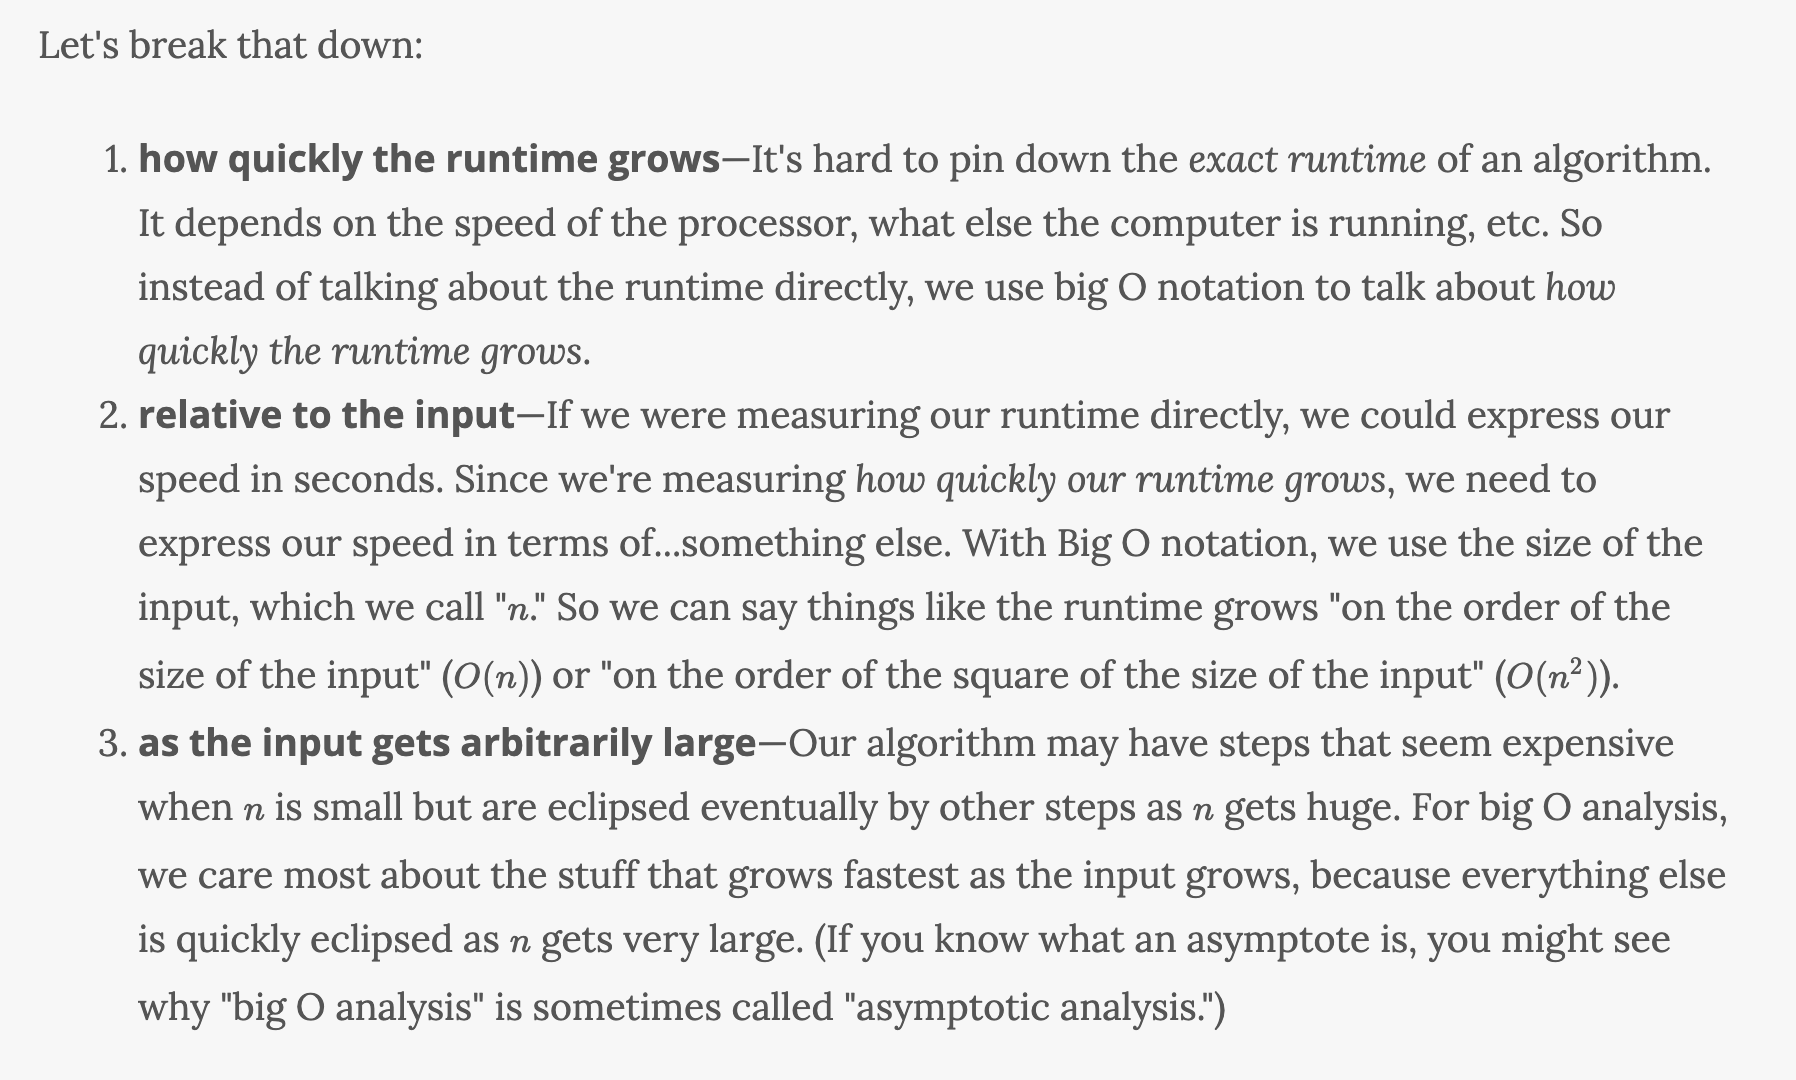 Let's break that down:
1. how quickly the runtime grows—It's hard to pin down the exact runtime of an algorithm.
It depends on the speed of the processor, what else the computer is running, etc. So
instead of talking about the runtime directly, we use big O notation to talk about how
quickly the runtime grows.
2. relative to the input—If we were measuring our runtime directly, we could express our
speed in seconds. Since we're measuring how quickly our runtime grows, we need to
express our speed in terms of...something else. With Big O notation, we use the size of the
input, which we call "n." So we can say things like the runtime grows "on the order of the
size of the input" (O(n)) or "on the order of the square of the size of the input" (O(n²)).
3. as the input gets arbitrarily large—Our algorithm may have steps that seem expensive
when n is small but are eclipsed eventually by other steps as n gets huge. For big O analysis,
we care most about the stuff that grows fastest as the input grows, because everything else
is quickly eclipsed as n gets very large. (If you know what an asymptote is, you might see
why "big O analysis" is sometimes called "asymptotic analysis.")